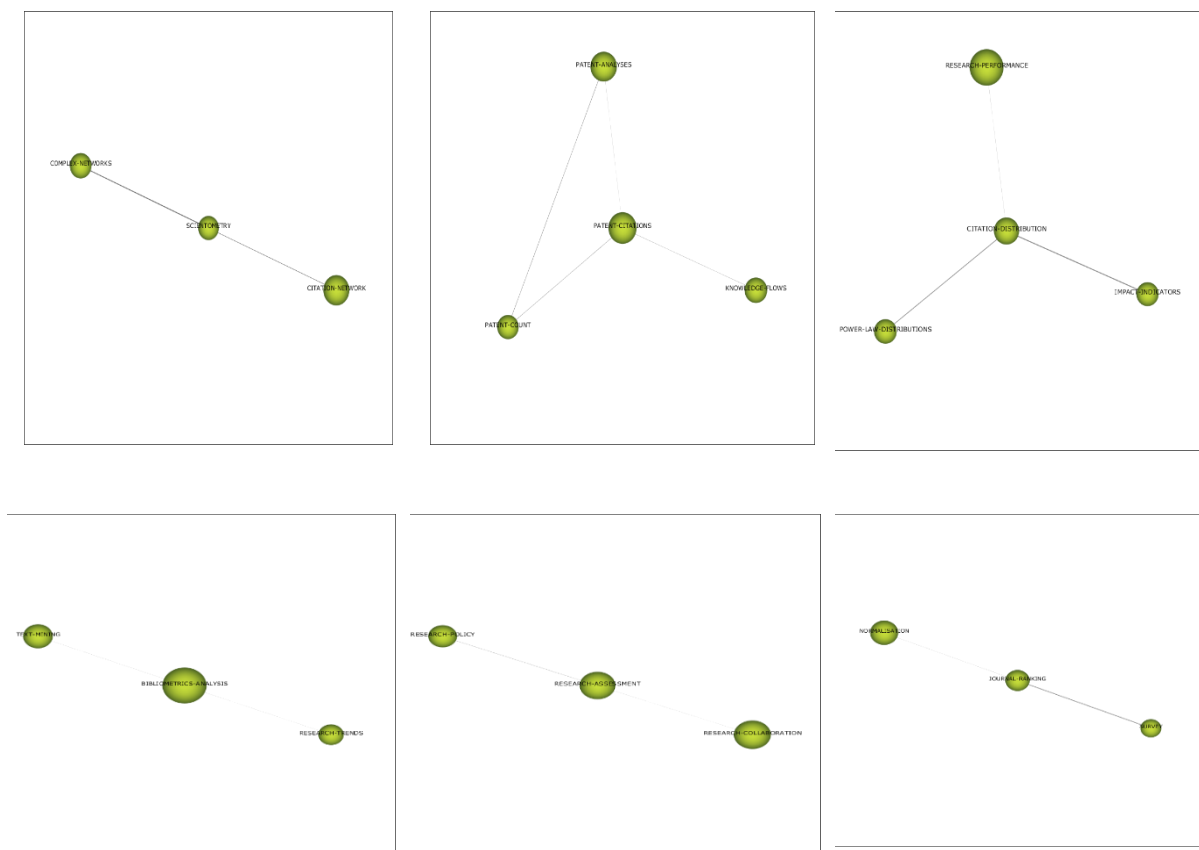 COMPLEX-NETWORKS
SCIENTOMETRY
CITATION-NETWORK
PATENT-ANALYSES
PATENT-CITATIONS
KNOWLEDGE-FLOWS
PATENT-COUNT
RESEARCH-PERFORMANCE
CITATION-DISTRIBUTION
IMPACT-INDICATORS
POWER-LAW-DISTRIBUTIONS
TEXT-MINING
BIBLIOMETRICS-ANALYSIS
RESEARCH-TRENDS
RESEARCH-POLICY
RESEARCH-ASSESSMENT
RESEARCH-COLLABORATION
NORMALISATION
JOURNAL-RANKING
SURVEY